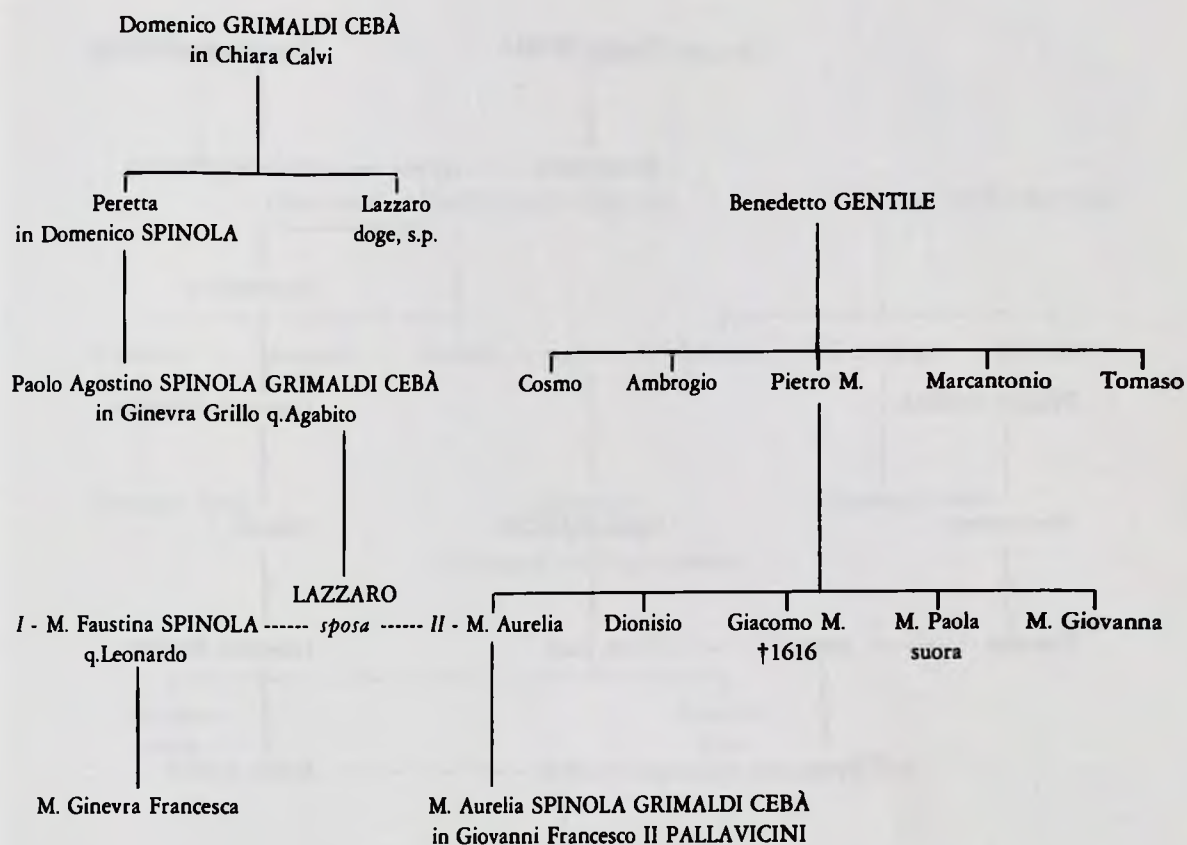 Domenico GRIMALDI CEBÀ
in Chiara Calvi
Peretta
in Domenico SPINOLA
Lazzaro
doge, s.p.
Benedetto GENTILE
Paolo Agostino SPINOLA GRIMALDI CEBÀ
in Ginevra Grillo q.Agabito
Cosmo
Ambrogio
Pietro M.
Marcantonio
Tomaso
LAZZARO
I - M. Faustina SPINOLA ------ sposa ------ II - M. Aurelia
q.Leonardo
Dionisio
Giacomo M.
†1616
M. Paola
suora
M. Giovanna
M. Ginevra Francesca
M. Aurelia SPINOLA GRIMALDI CEBÀ
in Giovanni Francesco II PALLAVICINI